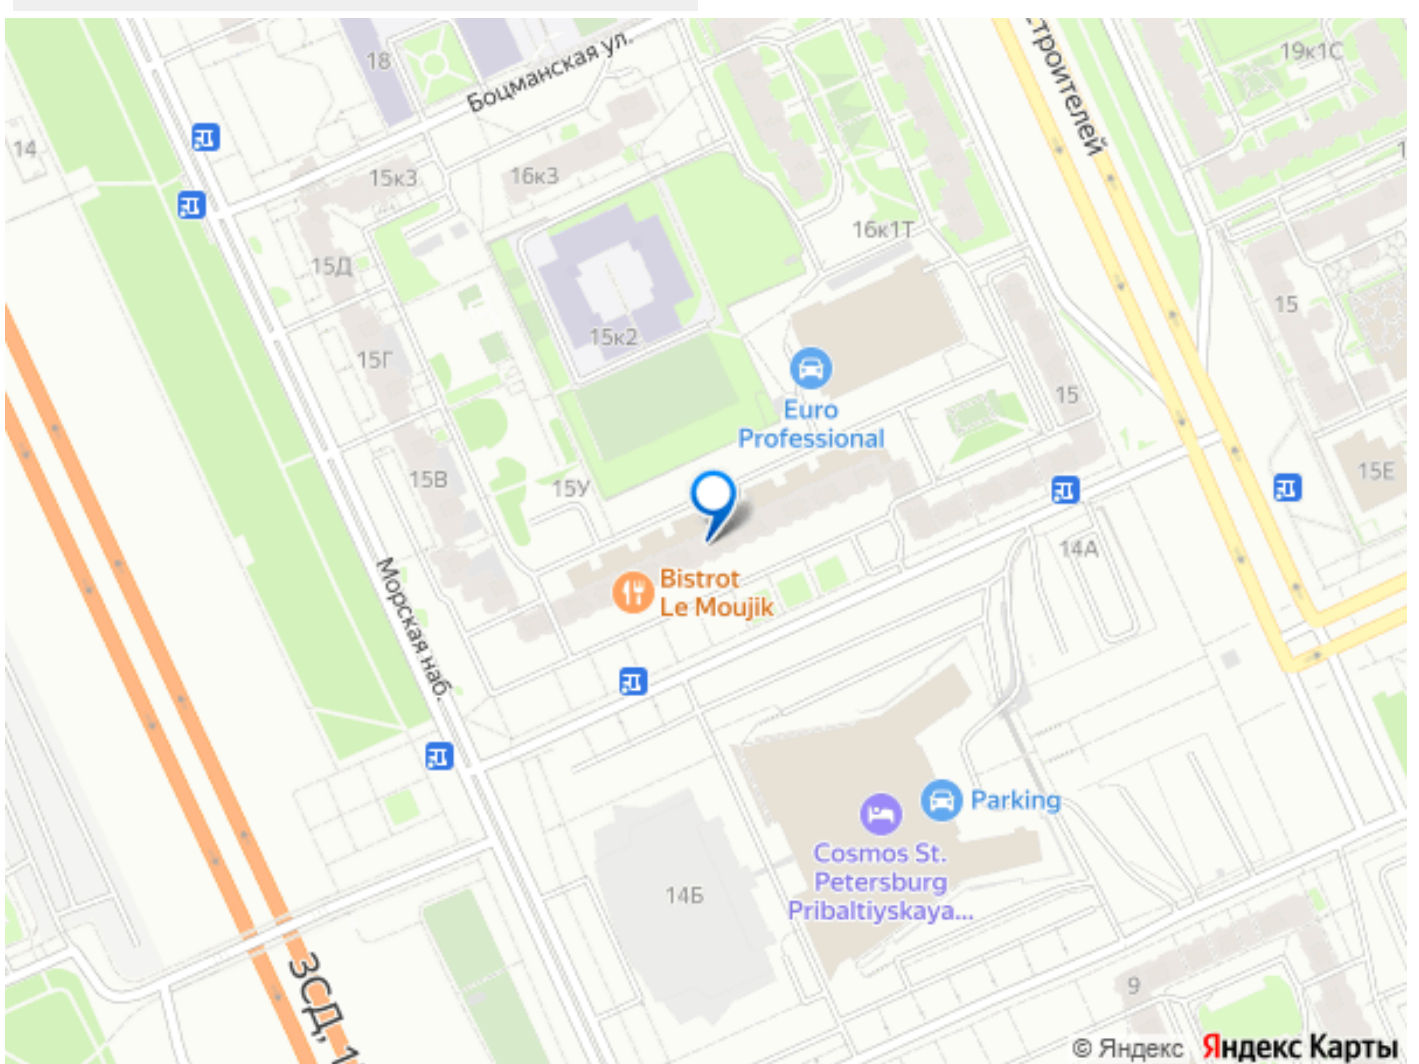 18
Боцманская ул.
строителей
19к1С
14
15к3
16к3
16к1Т
15Д
15
15к2
15Г
Euro
Professional
15
15В
15У
15Е
14А
Bistrot
Le Moujik
Морская наб.
Parking
Cosmos St.
Petersburg
Pribaltiyskaya...
14Б
ЗСД, 1
9
© Яндекс Яндекс Карты